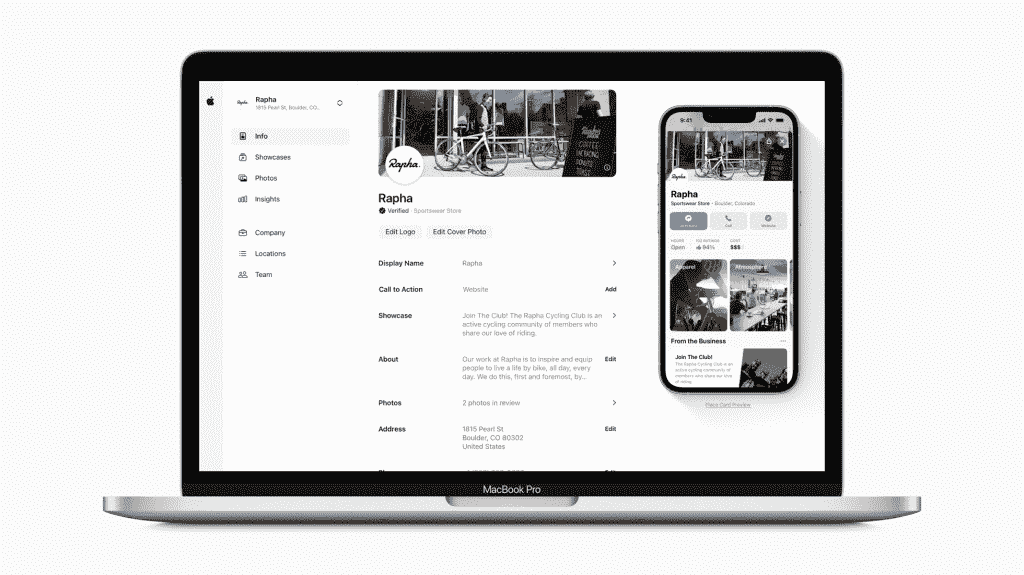 Rapha
1815 Pearl St, Boulder, CO..
Info
Showcases
Photos
Insights
Company
Locations
Team
Rapha
COFFEE
Rapha.
Rapha
Verified · Sportswear Store
Edit Logo
Edit Cover Photo
Display Name
Rapha
Call to Action
Website
Add
Showcase
Join The Club! The Rapha Cycling Club is an
active cycling community of members who
share our love of riding.
About
Our work at Rapha is to inspire and equip
people to live a life by bike, all day, every
day. We do this, first and foremost, by...
Edit
Photos
2 photos in review
Address
1815 Pearl St
Boulder, CO 80302
United States
Edit
9:41
Rapha
Rapha
Sportswear Store · Boulder, Colorado
Call
Website
HOURS
Open
94%
COST
$$$
Apparel
Atmosphere
From the Business
Join The Club!
The Rapha Cycling Club is an
active cycling community of
members who share our love
of riding.
Place Card Preview
MacBook Pro